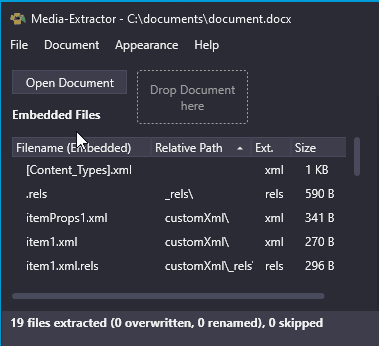 Media-Extractor - C:\documents\document.docx
File Document Appearance Help
Open Document
Drop Document
here
Embedded Files
Filename (Embedded) Relative Path Ext. Size
[Content_Types].xml xml 1 KB
.rels _rels\ rels 590 B
itemProps1.xml customXml\ xml 341 B
item1.xml customXml\ xml 270 B
item1.xml.rels customXml\_rels\ rels 296 B
19 files extracted (0 overwritten, 0 renamed), 0 skipped